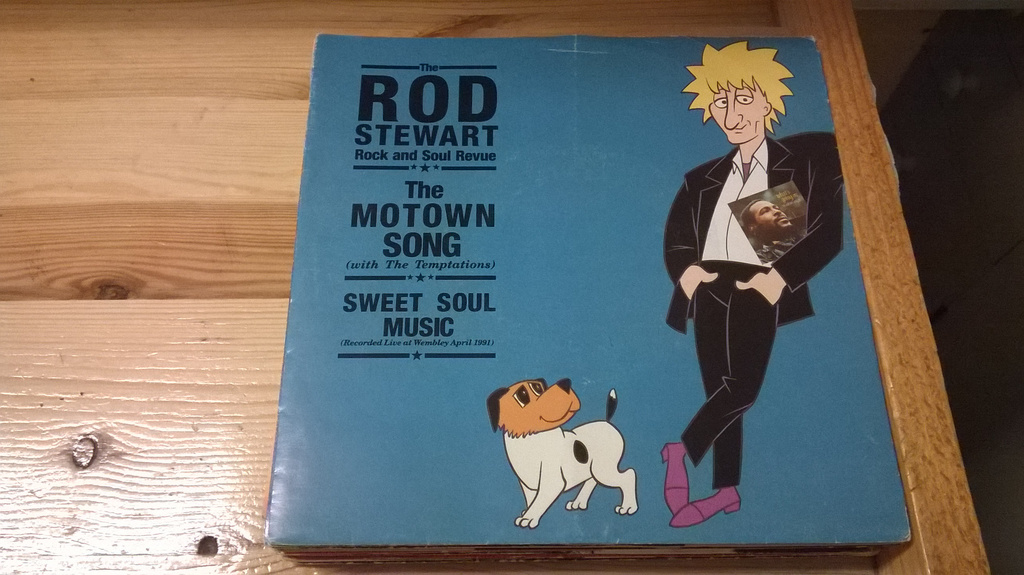 The
ROD
STEWART
Rock and Soul Revue
The
MOTOWN
SONG
(with The Temptations)
SWEET SOUL
MUSIC
(Recorded Live at Wembley April 1991)